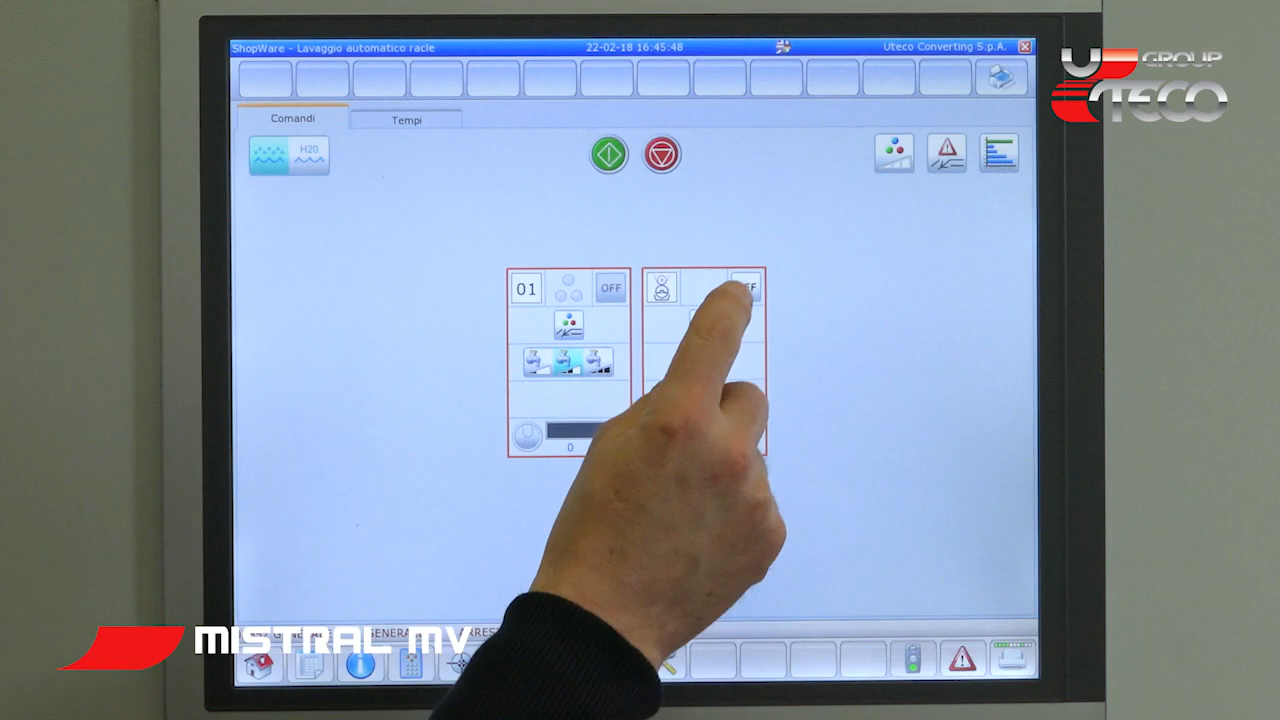 ShopWare - Lavaggio automatico racle
22-02-18 16:45:48
Uteco Converting S.p.A.
GROUP
UTECO
Comandi
Tempi
H2O
01
OFF
0
MISTRAL MV